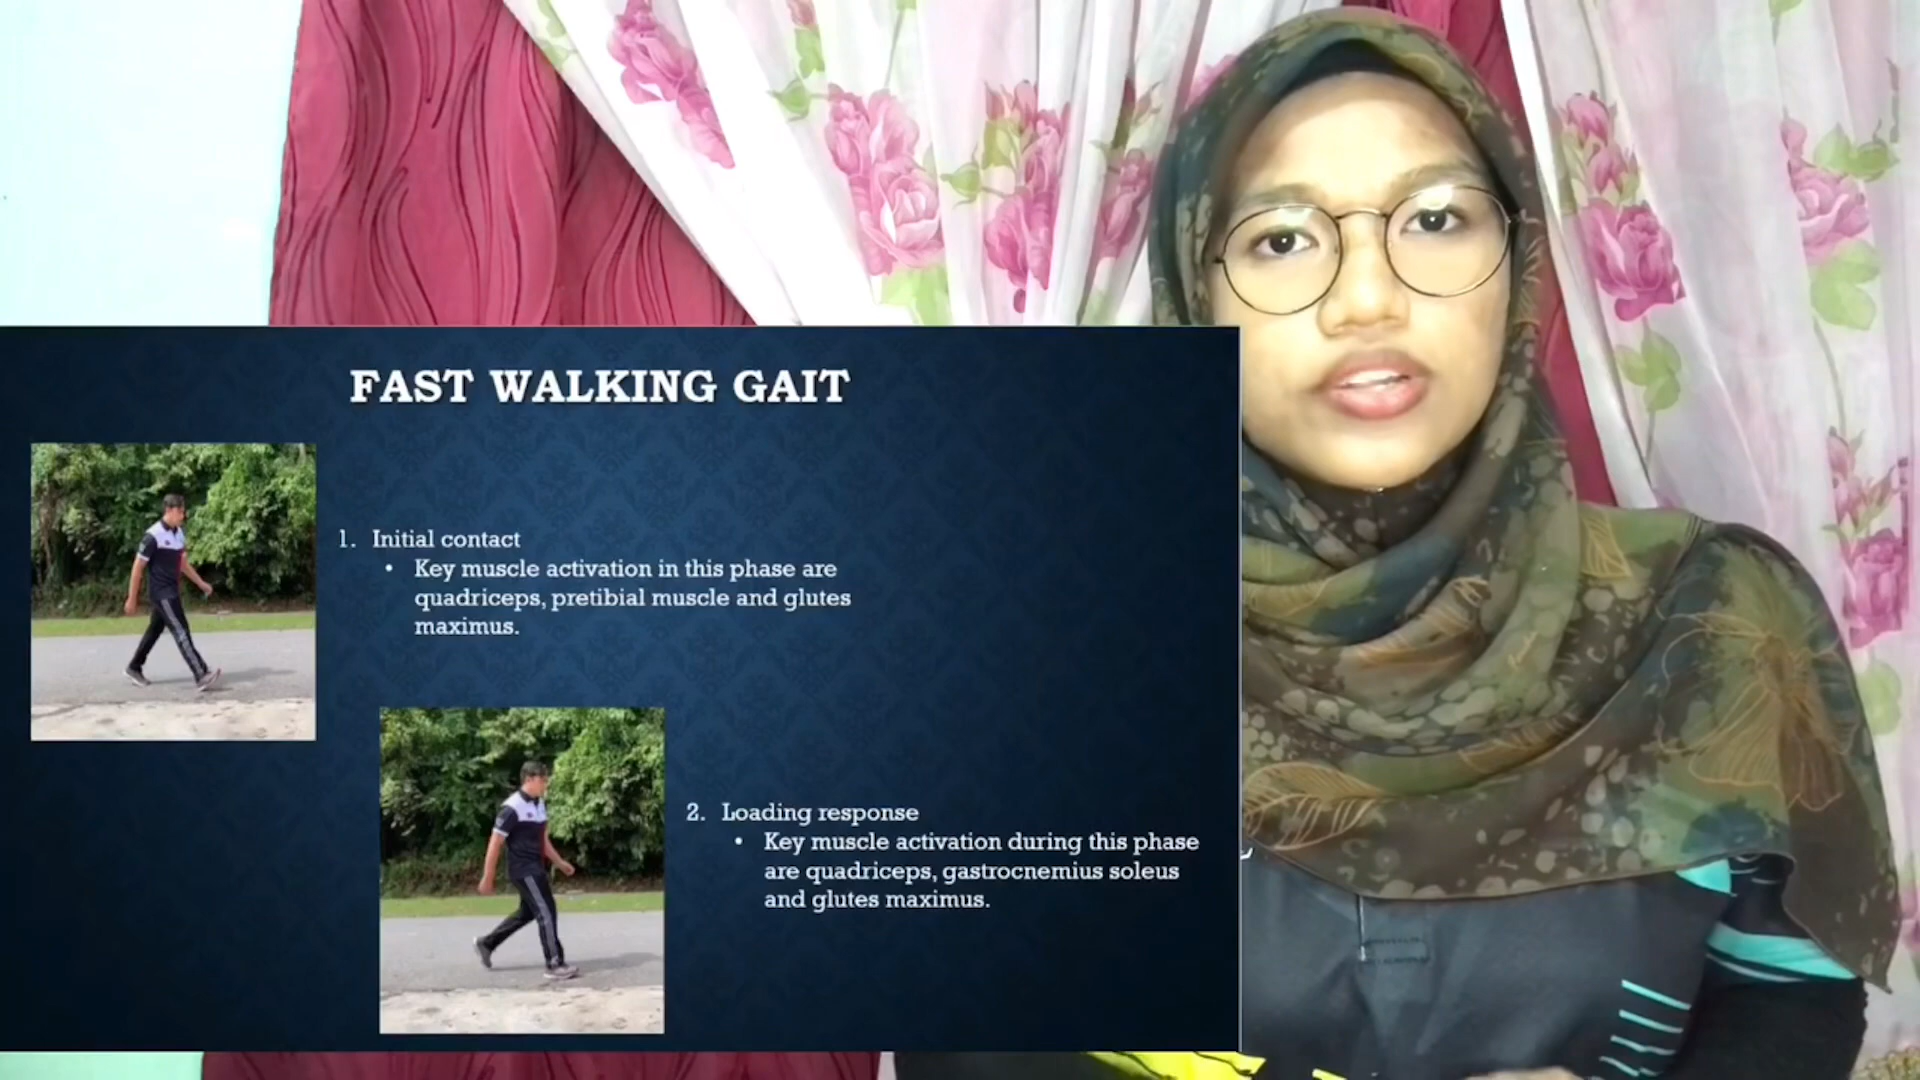 FAST WALKING GAIT
1. Initial contact
• Key muscle activation in this phase are
quadriceps, pretibial muscle and glutes
maximus.
2. Loading response
• Key muscle activation during this phase
are quadriceps, gastrocnemius soleus
and glutes maximus.